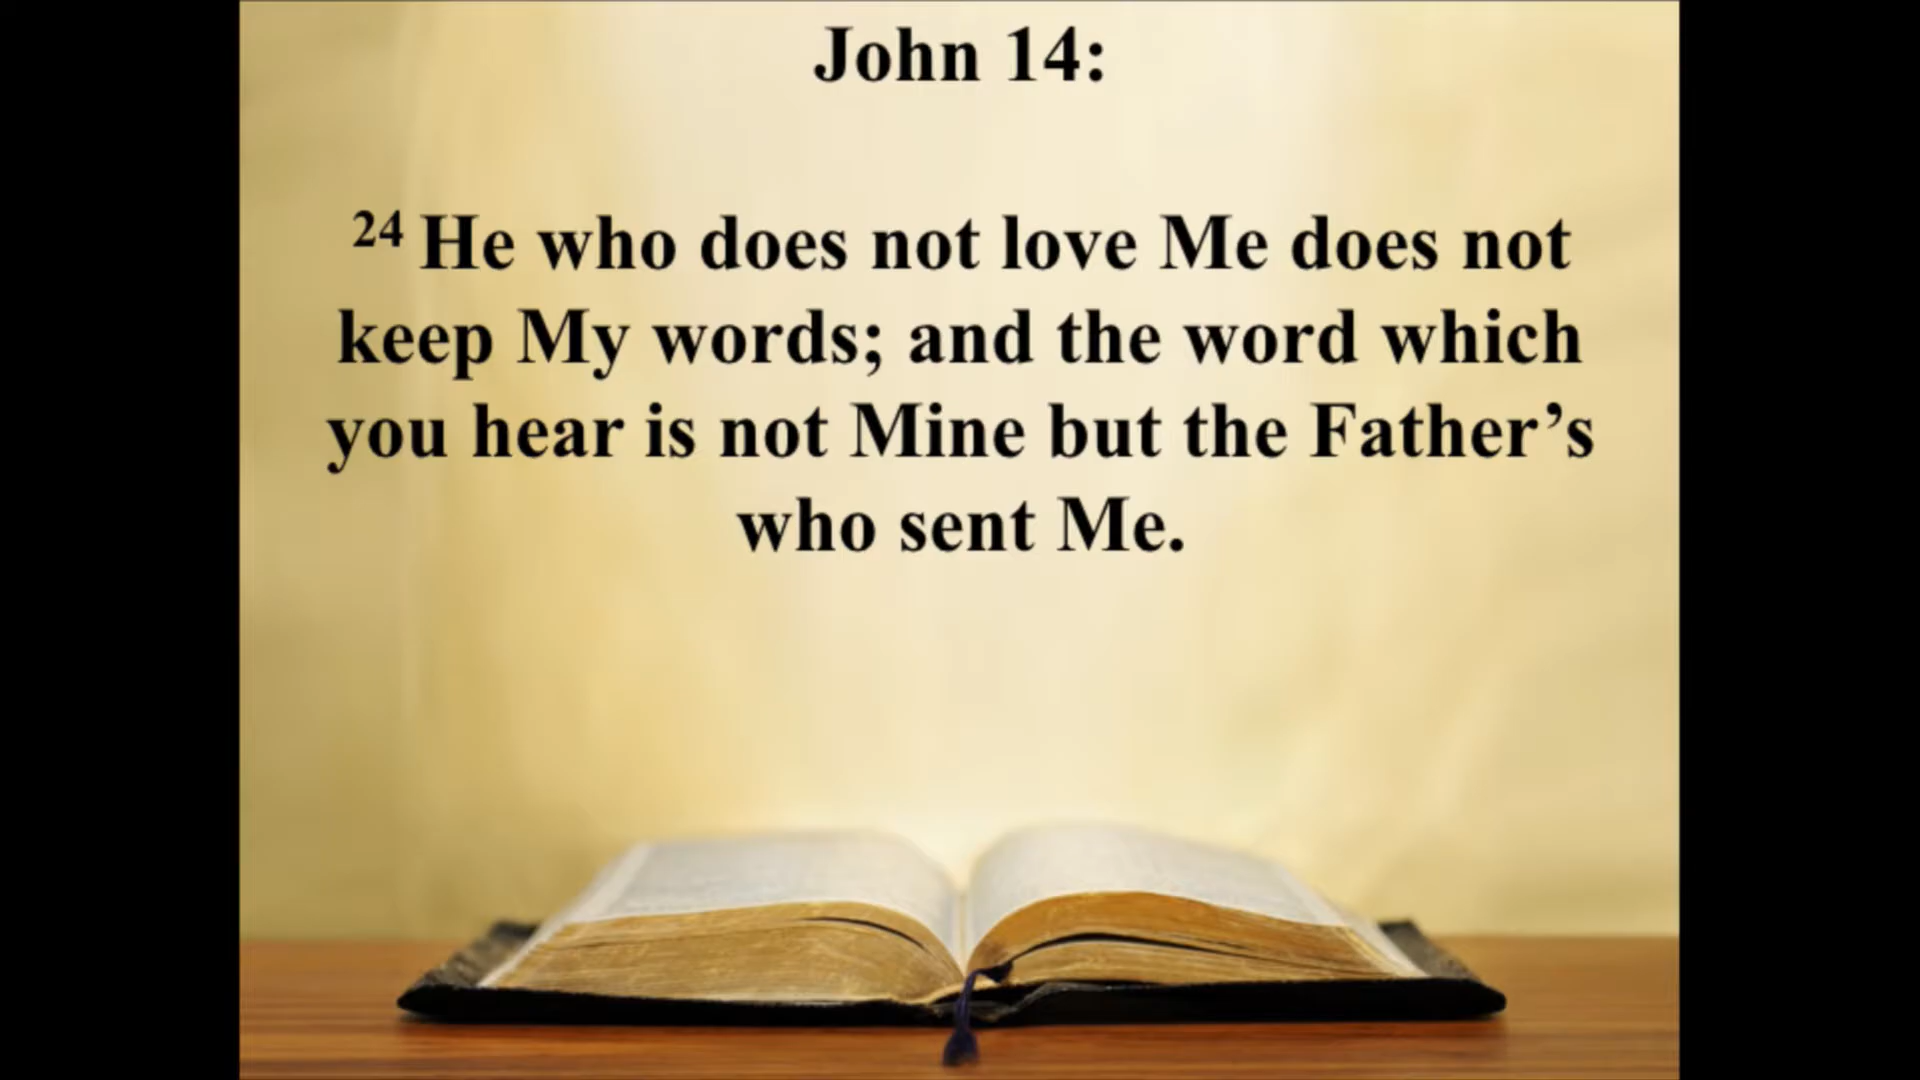 John 14:
24 He who does not love Me does not
keep My words; and the word which
you hear is not Mine but the Father’s
who sent Me.